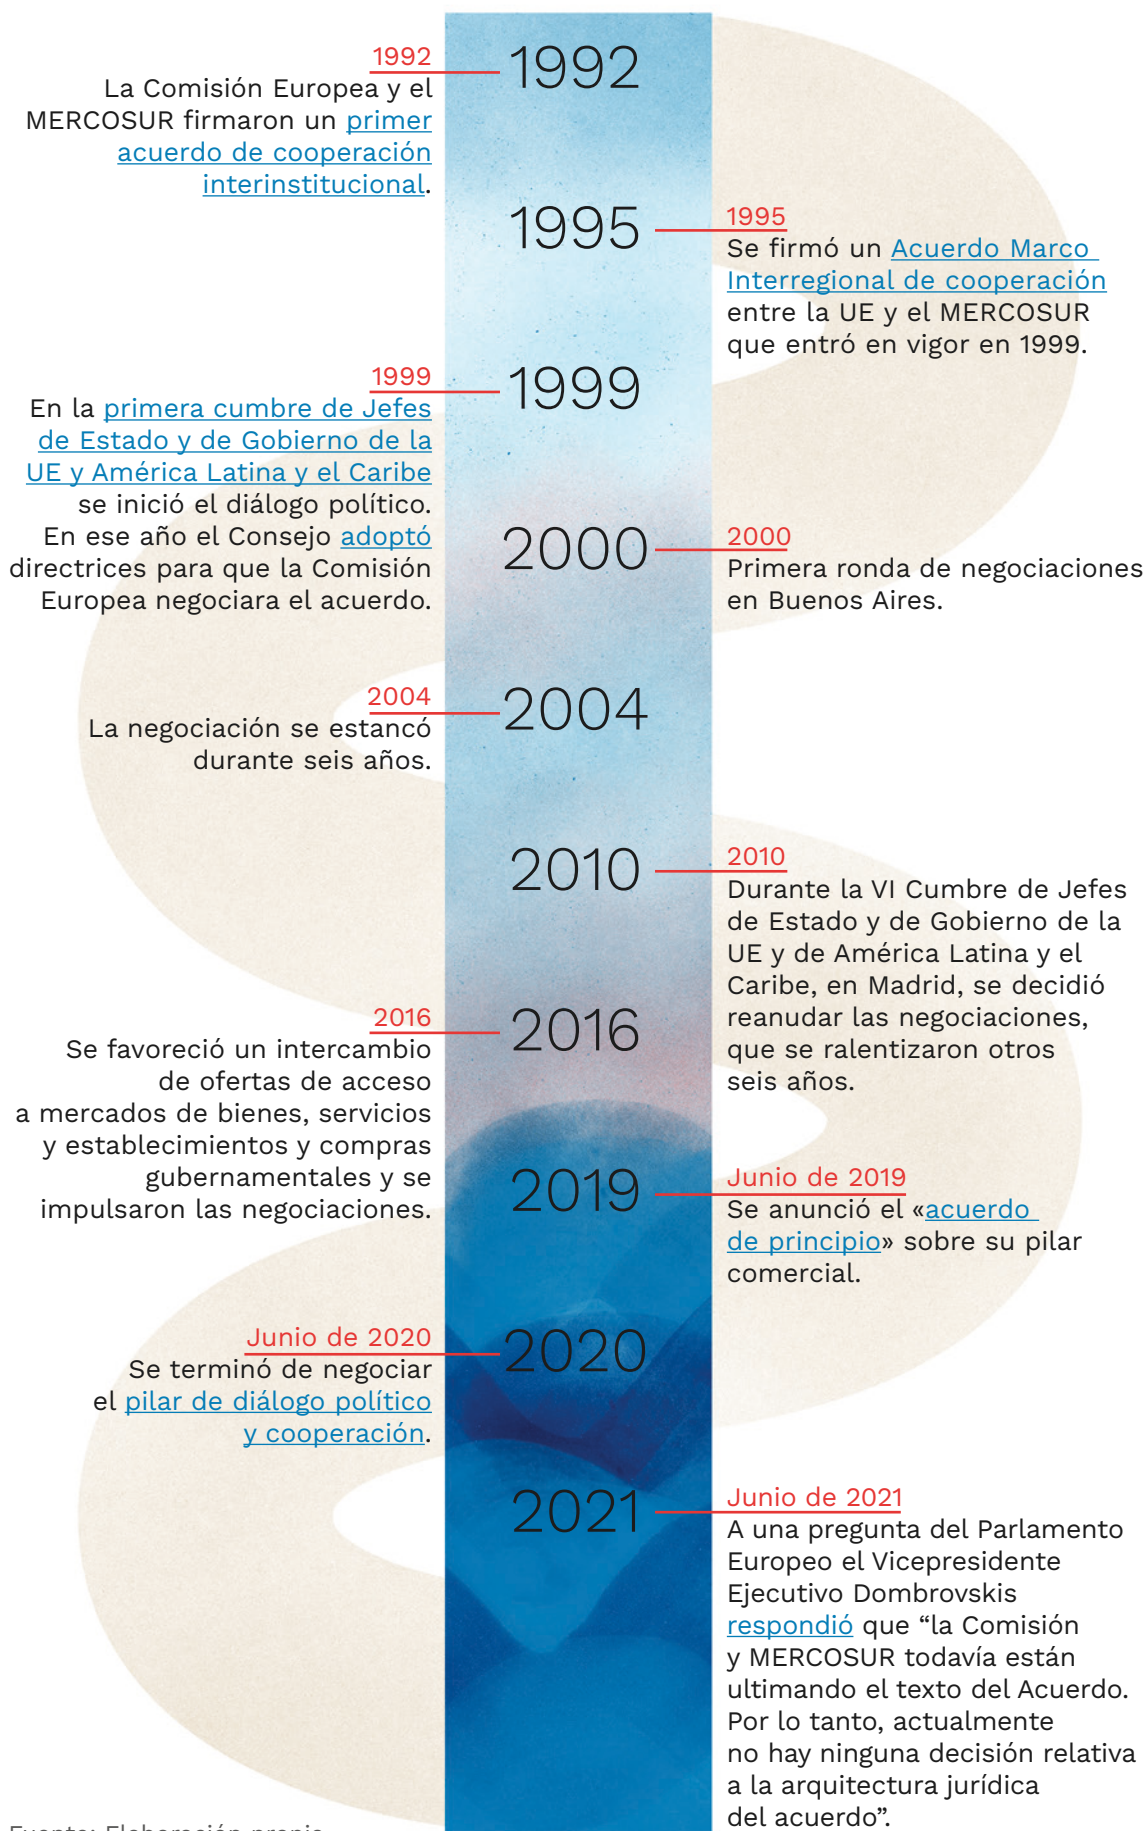 1992
1992
La Comisión Europea y el
MERCOSUR firmaron un primer
acuerdo de cooperación
interinstitucional.
1995
1995
Se firmó un Acuerdo Marco
Interregional de cooperación
entre la UE y el MERCOSUR
que entró en vigor en 1999.
1999
1999
En la primera cumbre de Jefes
de Estado y de Gobierno de la
UE y América Latina y el Caribe
se inició el diálogo político.
En ese año el Consejo adoptó
directrices para que la Comisión
Europea negociara el acuerdo.
2000
2000
Primera ronda de negociaciones
en Buenos Aires.
2004
2004
La negociación se estancó
durante seis años.
2010
2010
Durante la VI Cumbre de Jefes
de Estado y de Gobierno de la
UE y de América Latina y el
Caribe, en Madrid, se decidió
reanudar las negociaciones,
que se ralentizaron otros
seis años.
2016
2016
Se favoreció un intercambio
de ofertas de acceso
a mercados de bienes, servicios
y establecimientos y compras
gubernamentales y se
impulsaron las negociaciones.
2019
Junio de 2019
Se anunció el «acuerdo
de principio» sobre su pilar
comercial.
Junio de 2020
2020
Se terminó de negociar
el pilar de diálogo político
y cooperación.
2021
Junio de 2021
A una pregunta del Parlamento
Europeo el Vicepresidente
Ejecutivo Dombrovskis
respondió que “la Comisión
y MERCOSUR todavía están
ultimando el texto del Acuerdo.
Por lo tanto, actualmente
no hay ninguna decisión relativa
a la arquitectura jurídica
del acuerdo”.
Fuente: Elaboración propia